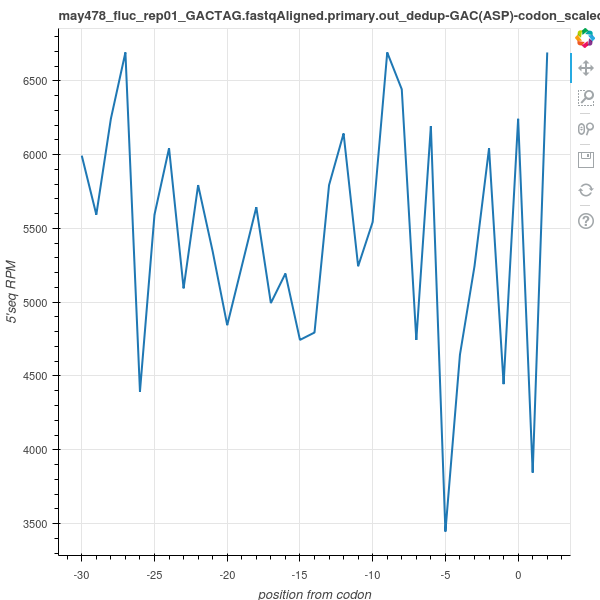 may478_fluc_rep01_GACTAG.fastqAligned.primary.out_dedup-GAC(ASP)-codon_scaled
6500
6000
5500
5000
4500
4000
3500
5'seq RPM
-30 -25 -20 -15 -10 -5 0
position from codon